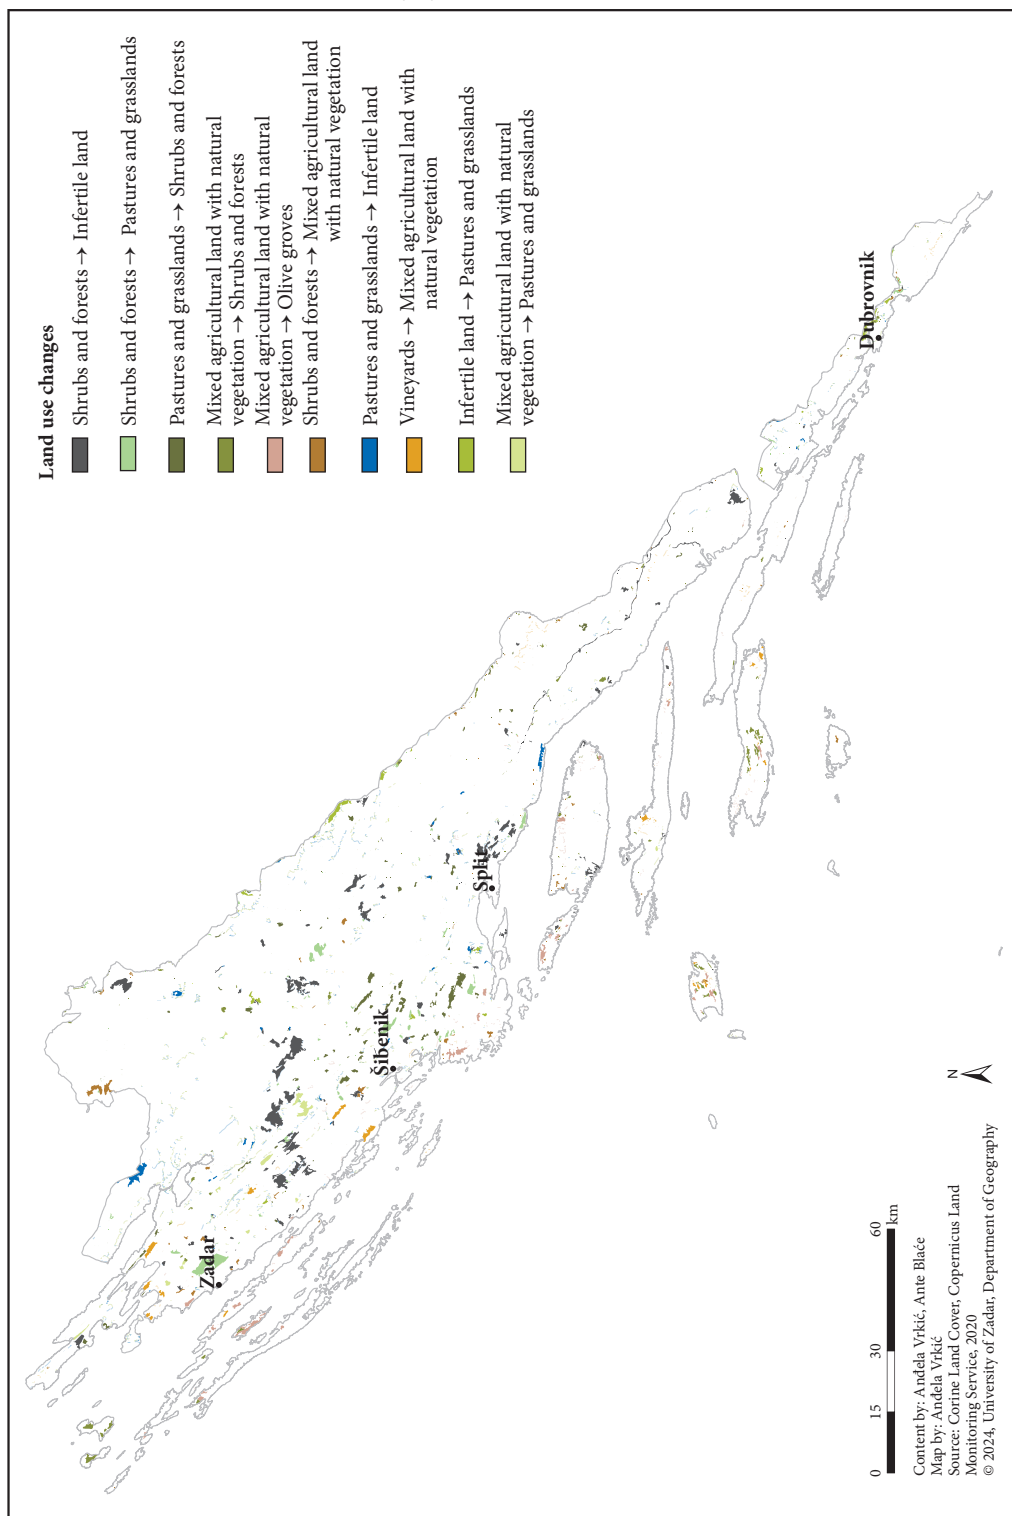 Land use changes
Shrubs and forests → Infertile land
Shrubs and forests → Pastures and grasslands
Pastures and grasslands → Shrubs and forests
Mixed agricultural land with natural
vegetation → Shrubs and forests
Mixed agricultural land with natural
vegetation → Olive groves
Shrubs and forests → Mixed agricultural land
with natural vegetation
Pastures and grasslands → Infertile land
Vineyards → Mixed agricultural land with
natural vegetation
Infertile land → Pastures and grasslands
Mixed agricutural land with natural
vegetation → Pastures and grasslands
Zadar
Šibenik
Split
Dubrovnik
N
0 15 30 60
km
Content by: Anđela Vrkić, Ante Blaće
Map by: Anđela Vrkić
Source: Corine Land Cover, Copernicus Land
Monitoring Service, 2020
© 2024, University of Zadar, Department of Geography